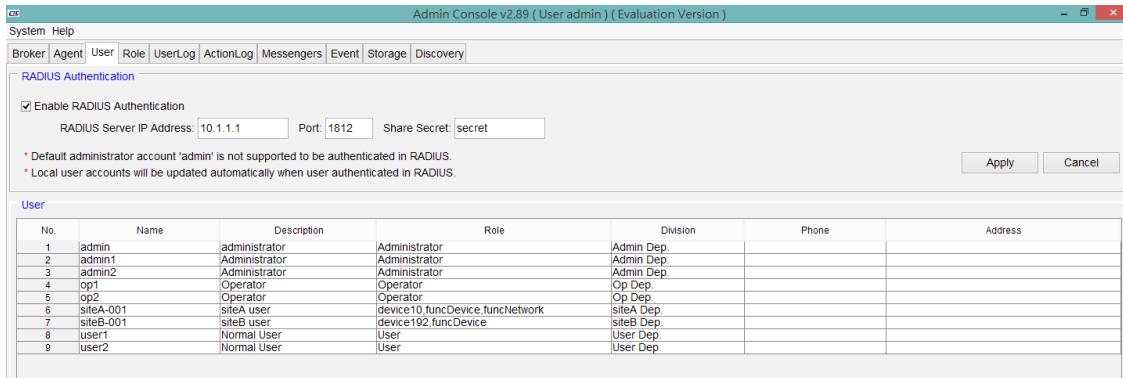 CIE Admin Console v2.89 ( User admin ) ( Evaluation Version )
System Help
Broker Agent User Role UserLog ActionLog Messengers Event Storage Discovery
RADIUS Authentication
Enable RADIUS Authentication
RADIUS Server IP Address: 10.1.1.1 Port: 1812 Share Secret: secret
* Default administrator account 'admin' is not supported to be authenticated in RADIUS.
* Local user accounts will be updated automatically when user authenticated in RADIUS.
Apply Cancel
User
No. Name Description Role Division Phone Address
1 admin administrator Administrator Admin Dep.
2 admin1 Administrator Administrator Admin Dep.
3 admin2 Administrator Administrator Admin Dep.
4 op1 Operator Operator Op Dep.
5 op2 Operator Operator Op Dep.
6 siteA-001 siteA user device10,funcDevice,funcNetwork siteA Dep.
7 siteB-001 siteB user device192,funcDevice siteB Dep.
8 user1 Normal User User User Dep.
9 user2 Normal User User User Dep.